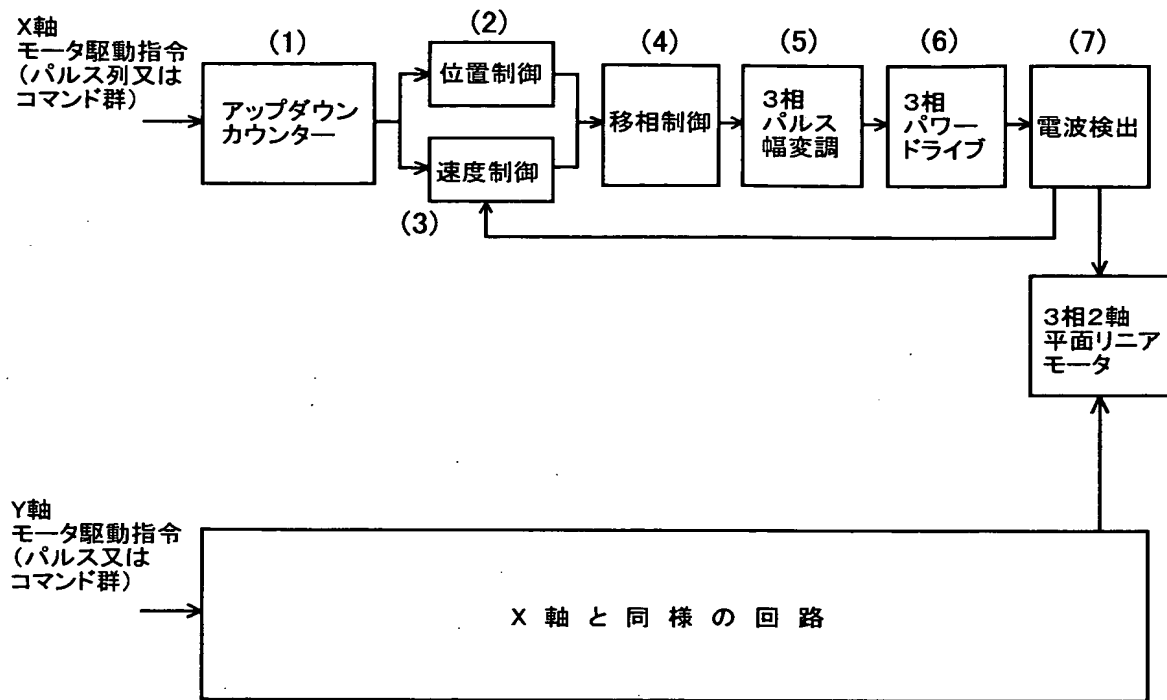 X軸
モータ駆動指令
(パルス列又は
コマンド群)
(1)
アップダウン
カウンター
(2)
位置制御
(3)
速度制御
(4)
移相制御
(5)
3相
パルス
幅変調
(6)
3相
パワー
ドライブ
(7)
電波検出
3相2軸
平面リニア
モータ
Y軸
モータ駆動指令
(パルス又は
コマンド群)
X軸と同様の回路